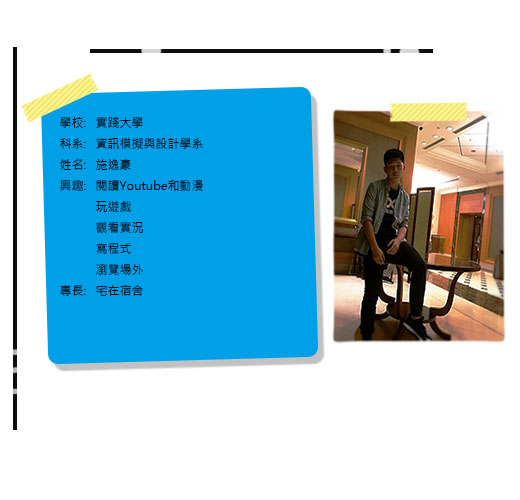 學校: 實踐大學
科系: 資訊模擬與設計學系
姓名: 施逸豪
興趣: 閱讀Youtube和動漫
玩遊戲
觀看實況
寫程式
瀏覽場外
專長: 宅在宿舍